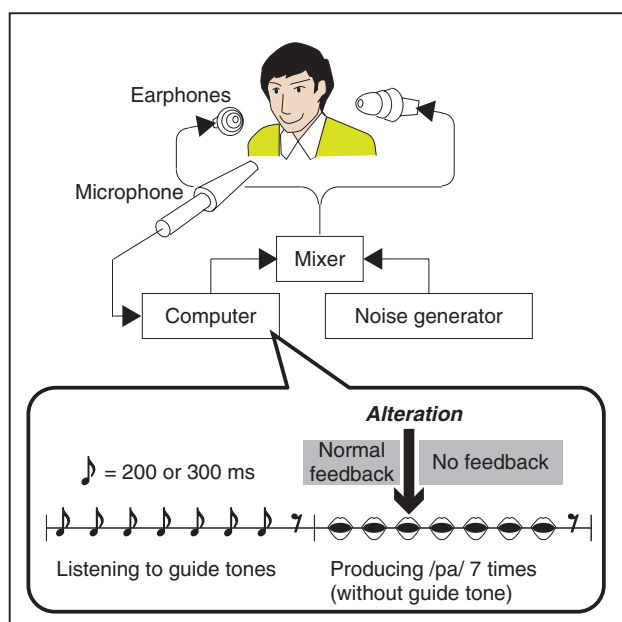 Earphones
Microphone
Mixer
Computer
Noise generator
Alteration
Normal
feedback
No feedback
= 200 or 300 ms
Listening to guide tones
Producing /pa/ 7 times
(without guide tone)